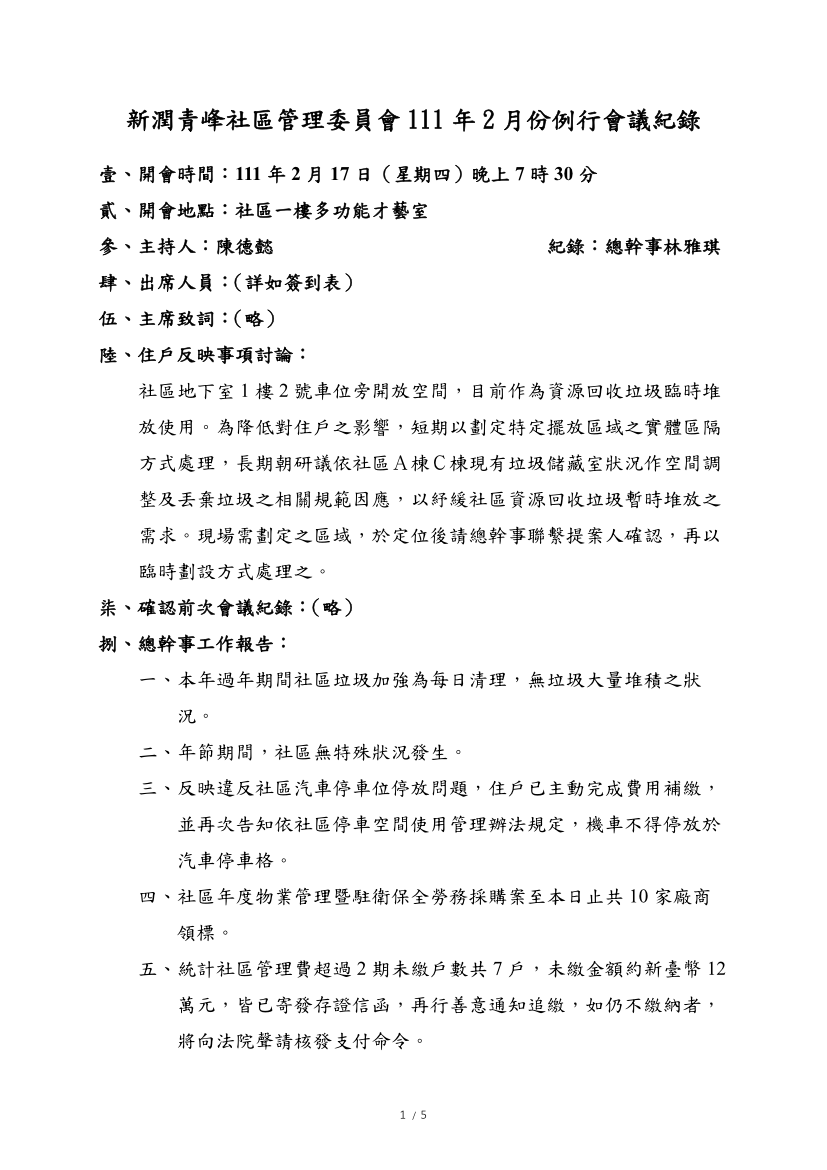 新潤青峰社區管理委員會 111 年 2 月份例行會議紀錄
壹、開會時間：111 年 2 月 17 日（星期四）晚上 7 時 30 分
貳、開會地點：社區一樓多功能才藝室
參、主持人：陳德懿 紀錄：總幹事林雅琪
肆、出席人員：（詳如簽到表）
伍、主席致詞：（略）
陸、住戶反映事項討論：
社區地下室 1 樓 2 號車位旁開放空間，目前作為資源回收垃圾臨時堆
放使用。為降低對住戶之影響，短期以劃定特定擺放區域之實體區隔
方式處理，長期朝研議依社區Ａ棟Ｃ棟現有垃圾儲藏室狀況作空間調
整及丟棄垃圾之相關規範因應，以紓緩社區資源回收垃圾暫時堆放之
需求。現場需劃定之區域，於定位後請總幹事聯繫提案人確認，再以
臨時劃設方式處理之。
柒、確認前次會議紀錄：（略）
捌、總幹事工作報告：
一、本年過年期間社區垃圾加強為每日清理，無垃圾大量堆積之狀
況。
二、年節期間，社區無特殊狀況發生。
三、反映違反社區汽車停車位停放問題，住戶已主動完成費用補繳，
並再次告知依社區停車空間使用管理辦法規定，機車不得停放於
汽車停車格。
四、社區年度物業管理暨駐衛保全勞務採購案至本日止共 10 家廠商
領標。
五、統計社區管理費超過 2 期未繳戶數共 7 戶，未繳金額約新臺幣 12
萬元，皆已寄發存證信函，再行善意通知追繳，如仍不繳納者，
將向法院聲請核發支付命令。
1 / 5